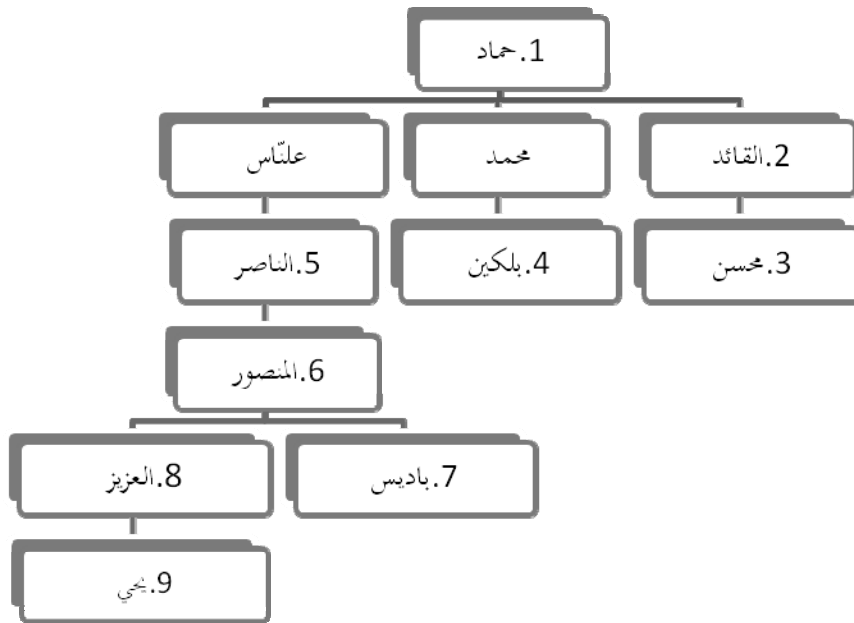 1.حماد
2.القائد
محمد
علنّاس
3.محسن
4.بلكين
5.الناصر
6.المنصور
7.باديس
8.العزيز
9.يحي